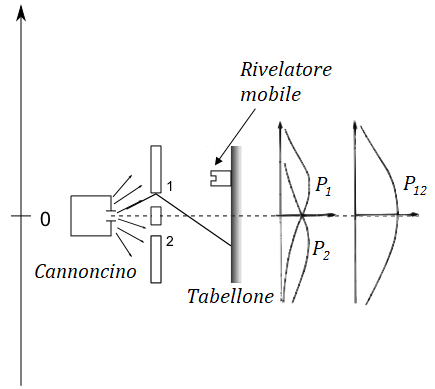 Rivelatore
mobile
1
P1
P12
0
2
P2
Cannoncino
Tabellone